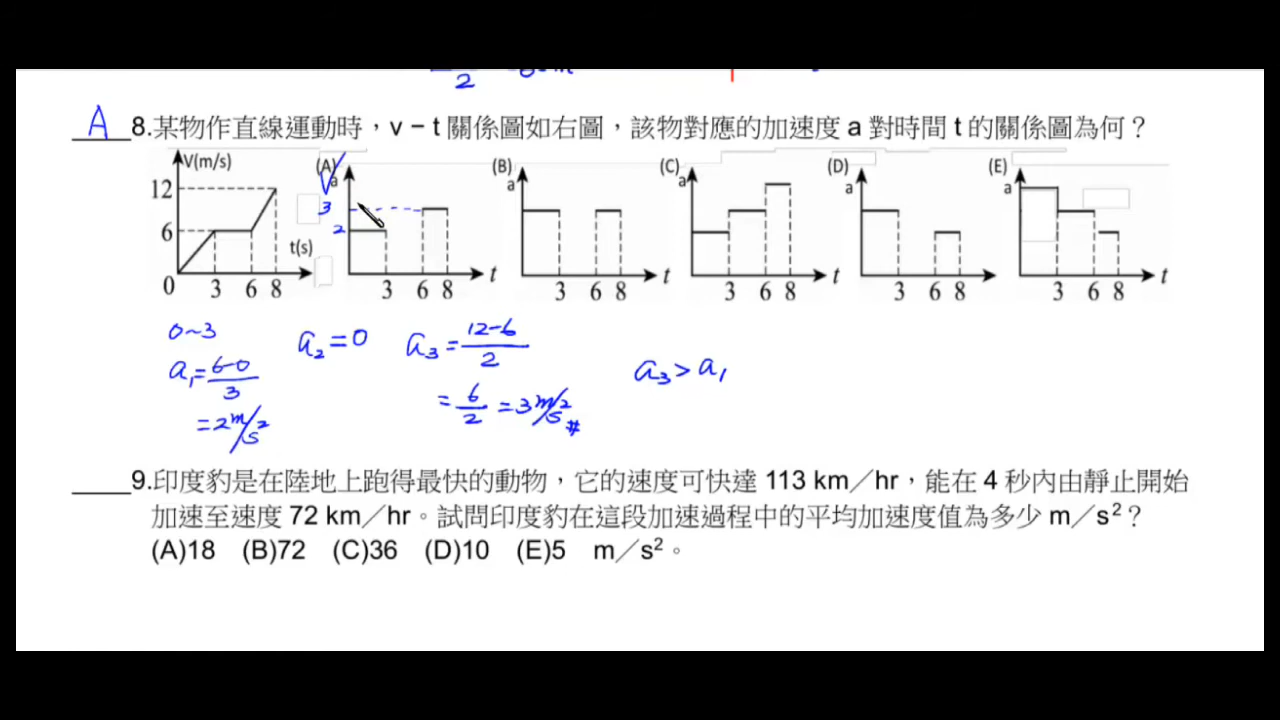 2
A 8.某物作直線運動時，v－t關係圖如右圖，該物對應的加速度 a 對時間 t 的關係圖為何？
V(m/s) 12 6 0 3 6 8 t(s)
(A) a 3 2 3 6 8 t
(B) a 3 6 8 t
(C) a 3 6 8 t
(D) a 3 6 8 t
(E) a 3 6 8 t
0~3
a₁=6-0/3
=2m/s²
a₂=0
a₃=12-6/2
=6/2=3m/s²#
a₃>a₁
9.印度豹是在陸地上跑得最快的動物，它的速度可快達 113 km／hr，能在 4 秒內由靜止開始
加速至速度 72 km／hr。試問印度豹在這段加速過程中的平均加速度值為多少 m／s²？
(A)18 (B)72 (C)36 (D)10 (E)5 m／s²。